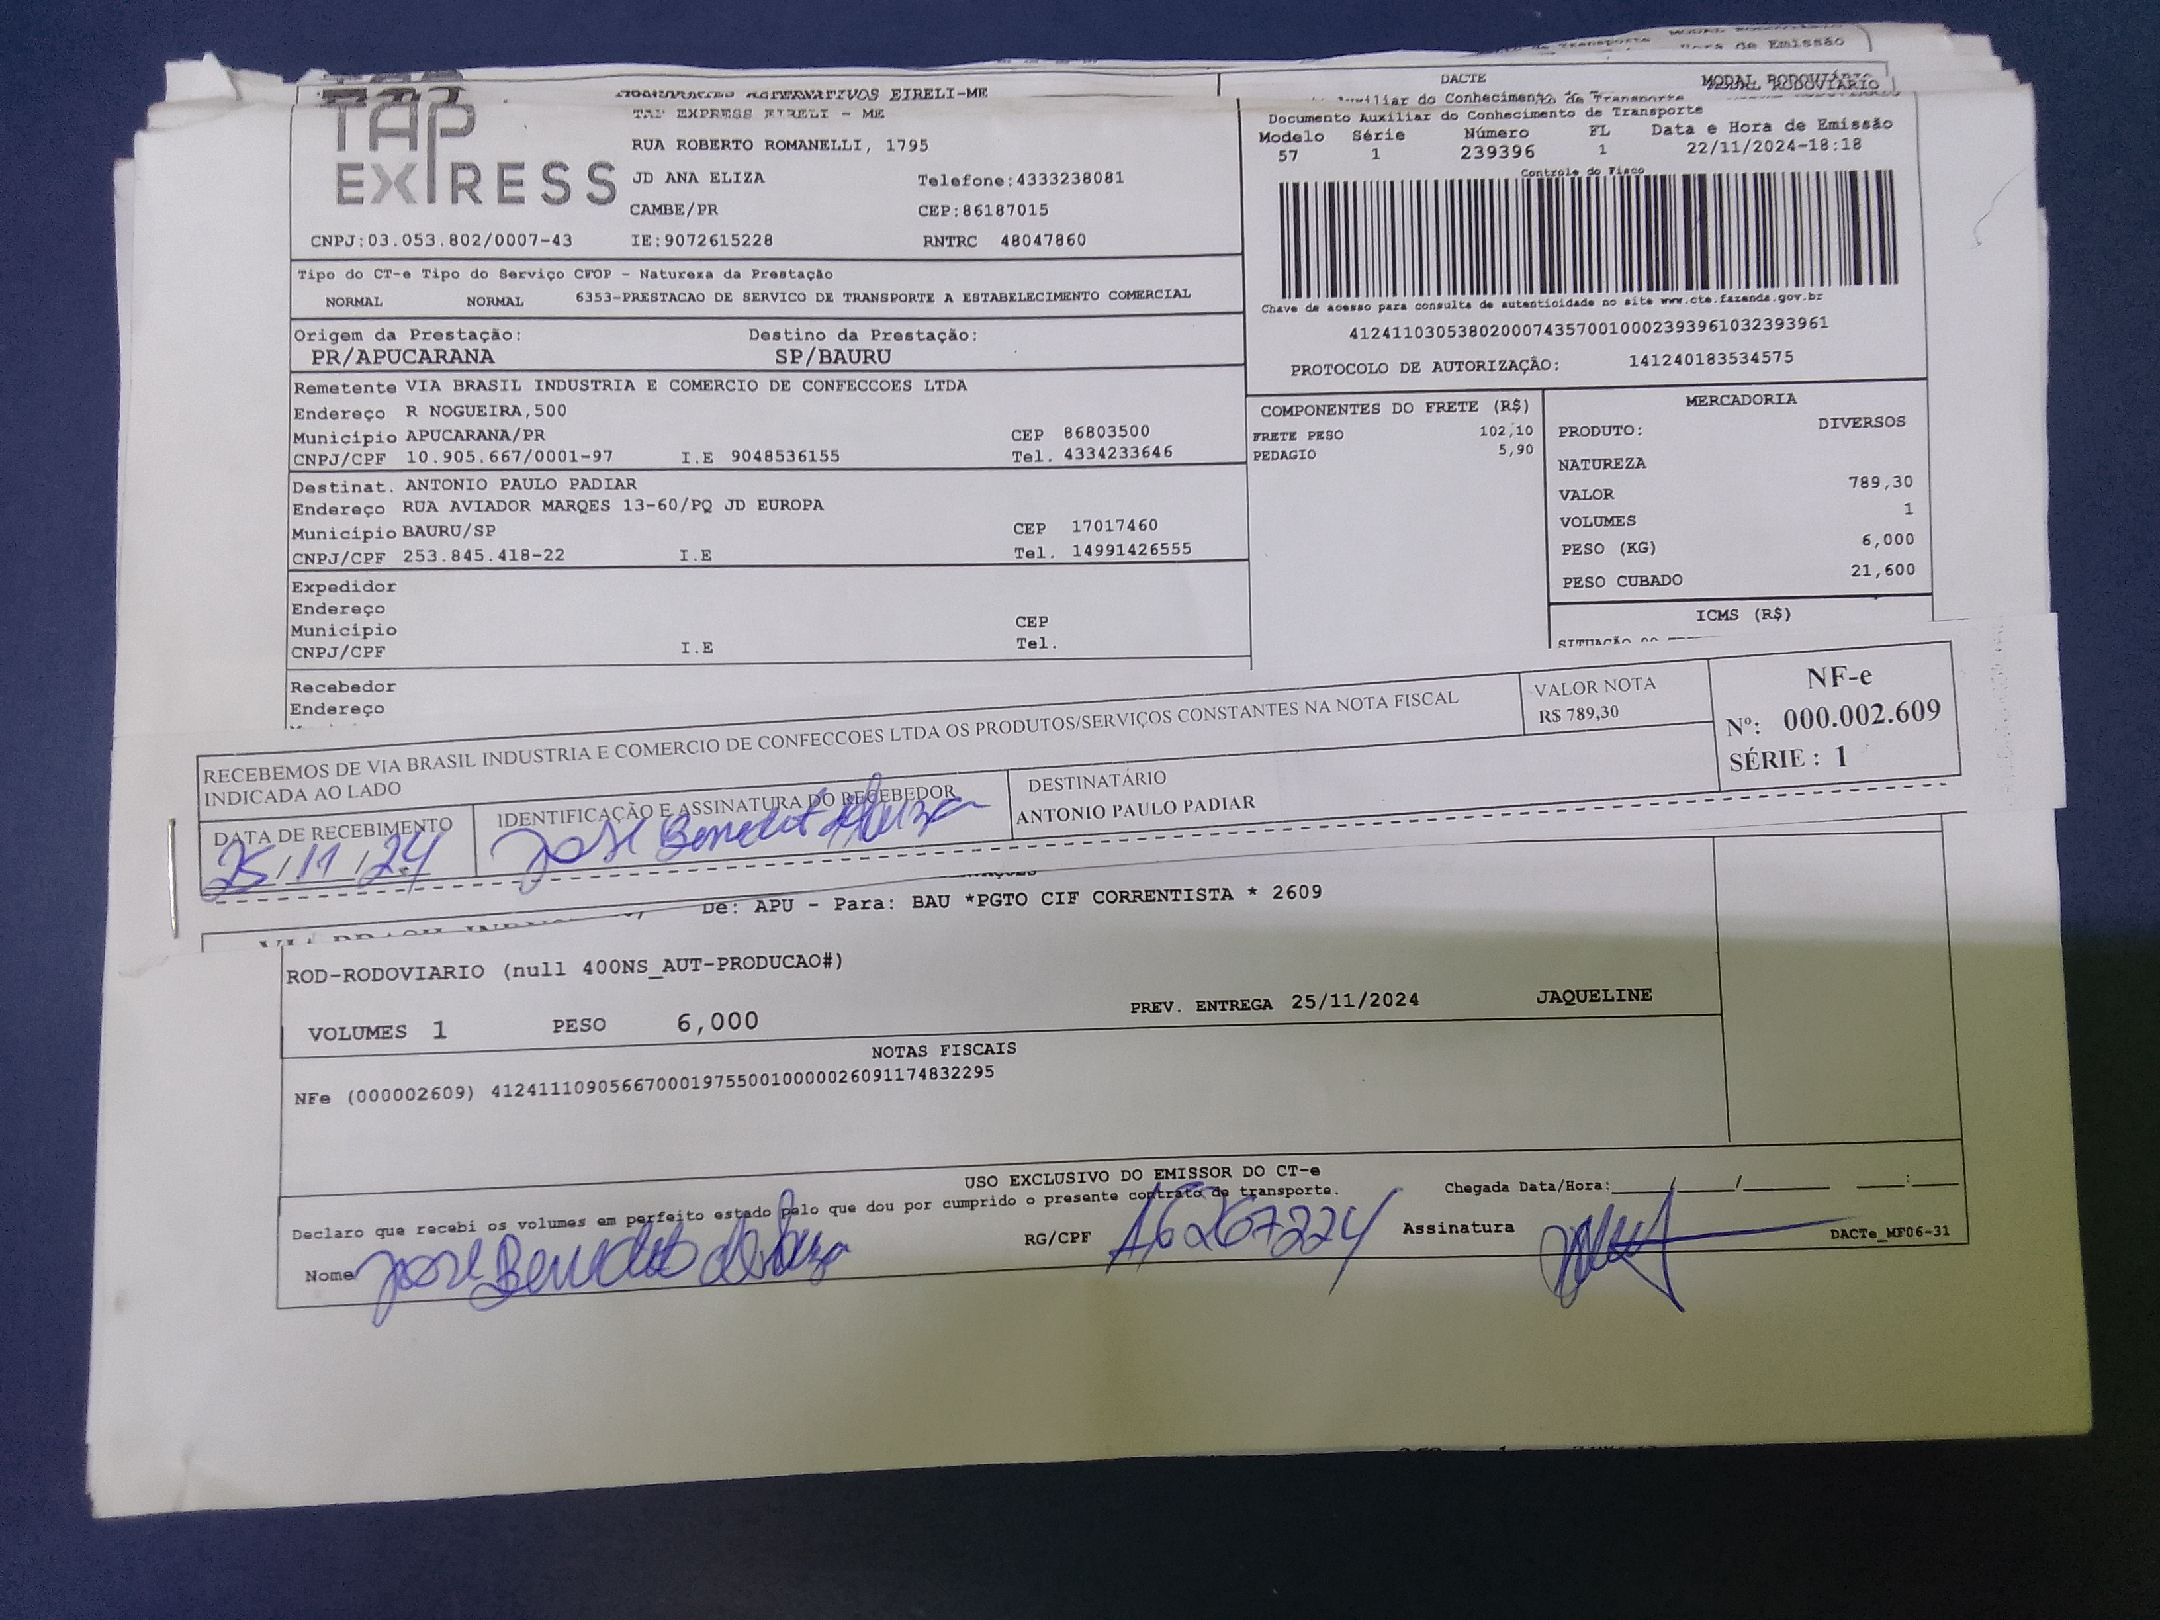 TAP EXPRESS
TAP EXPRESS EIRELI - ME
RUA ROBERTO ROMANELLI, 1795
JD ANA ELIZA Telefone:4333238081
CAMBE/PR CEP:86187015
CNPJ:03.053.802/0007-43 IE:9072615228 RNTRC 48047860
DACTE MODAL RODOVIÁRIO
Documento Auxiliar do Conhecimento de Transporte
Modelo Série Número FL Data e Hora de Emissão
57 1 239396 1 22/11/2024-18:18
Controle do Fisco
Chave de acesso para consulta de autenticidade no site www.cte.fazenda.gov.br
41241103053802000743570010002393961032393961
PROTOCOLO DE AUTORIZAÇÃO: 141240183534575
Tipo do CT-e Tipo do Serviço CFOP - Natureza da Prestação
NORMAL NORMAL 6353-PRESTACAO DE SERVICO DE TRANSPORTE A ESTABELECIMENTO COMERCIAL
Origem da Prestação: Destino da Prestação:
PR/APUCARANA SP/BAURU
Remetente VIA BRASIL INDUSTRIA E COMERCIO DE CONFECCOES LTDA
Endereço R NOGUEIRA,500
Município APUCARANA/PR CEP 86803500
CNPJ/CPF 10.905.667/0001-97 I.E 9048536155 Tel. 4334233646
Destinat. ANTONIO PAULO PADIAR
Endereço RUA AVIADOR MARQES 13-60/PQ JD EUROPA
Município BAURU/SP CEP 17017460
CNPJ/CPF 253.845.418-22 I.E Tel. 14991426555
Expedidor
Endereço
Município CEP
CNPJ/CPF I.E Tel.
Recebedor
Endereço
COMPONENTES DO FRETE (R$)
FRETE PESO 102,10
PEDAGIO 5,90
MERCADORIA
PRODUTO: DIVERSOS
NATUREZA
VALOR 789,30
VOLUMES 1
PESO (KG) 6,000
PESO CUBADO 21,600
ICMS (R$)
RECEBEMOS DE VIA BRASIL INDUSTRIA E COMERCIO DE CONFECCOES LTDA OS PRODUTOS/SERVIÇOS CONSTANTES NA NOTA FISCAL
INDICADA AO LADO
VALOR NOTA
R$ 789,30
NF-e
Nº: 000.002.609
SÉRIE : 1
DATA DE RECEBIMENTO
25/11/24
IDENTIFICAÇÃO E ASSINATURA DO RECEBEDOR
José Benedito de Souza
DESTINATÁRIO
ANTONIO PAULO PADIAR
De: APU - Para: BAU *PGTO CIF CORRENTISTA * 2609
ROD-RODOVIARIO (null 400NS_AUT-PRODUCAO#)
VOLUMES 1 PESO 6,000 PREV. ENTREGA 25/11/2024 JAQUELINE
NOTAS FISCAIS
NFe (000002609) 41241110905667000197550010000026091174832295
USO EXCLUSIVO DO EMISSOR DO CT-e
Declaro que recebi os volumes em perfeito estado pelo que dou por cumprido o presente contrato de transporte.
Chegada Data/Hora:____/____/____ ___:___
Nome José Benedito de Souza RG/CPF 16267224 Assinatura
DACTe_MF06-31